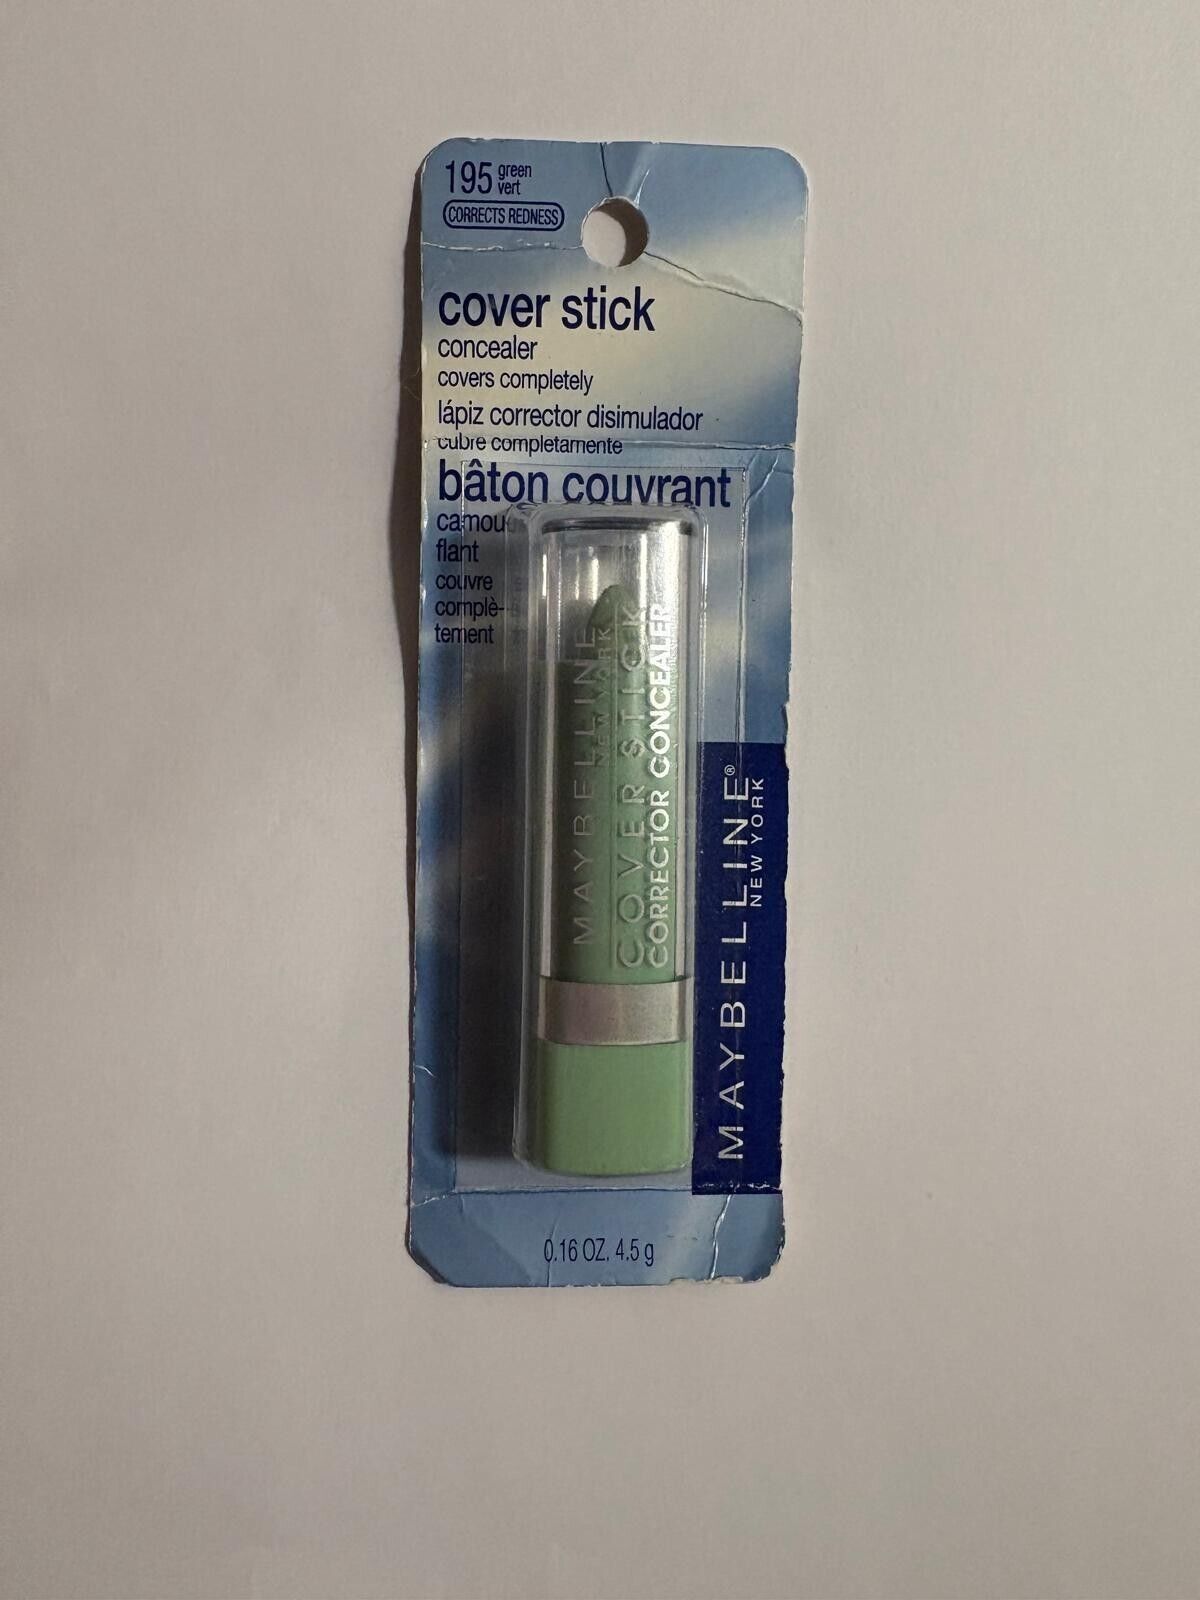 195 green
vert
CORRECTS REDNESS
cover stick
concealer
covers completely
lápiz corrector disimulador
cubre completamente
bâton couvrant
camou-
flant
couvre
complè-
tement
MAYBELLINE
NEW YORK
COVER STICK
CORRECTOR CONCEALER
MAYBELLINE®
NEW YORK
0.16 OZ. 4.5 g